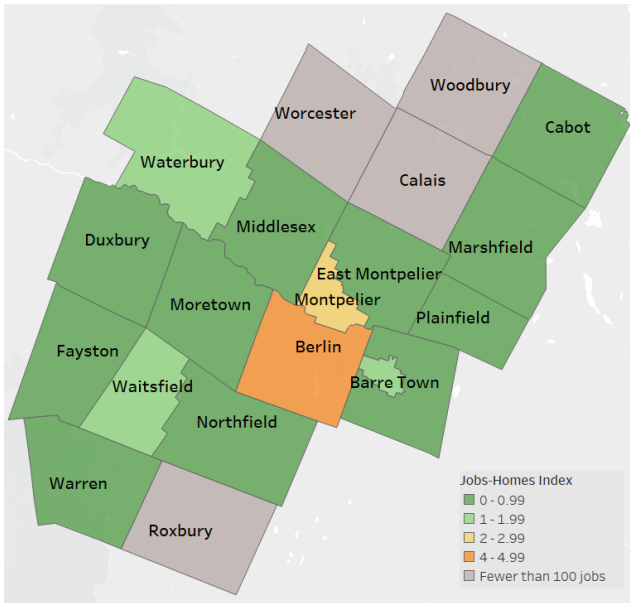 Woodbury
Worcester
Cabot
Waterbury
Calais
Middlesex
Duxbury
Marshfield
East Montpelier
Montpelier
Moretown
Plainfield
Berlin
Fayston
Waitsfield
Barre Town
Northfield
Warren
Roxbury
Jobs-Homes Index
0 - 0.99
1 - 1.99
2 - 2.99
4 - 4.99
Fewer than 100 jobs